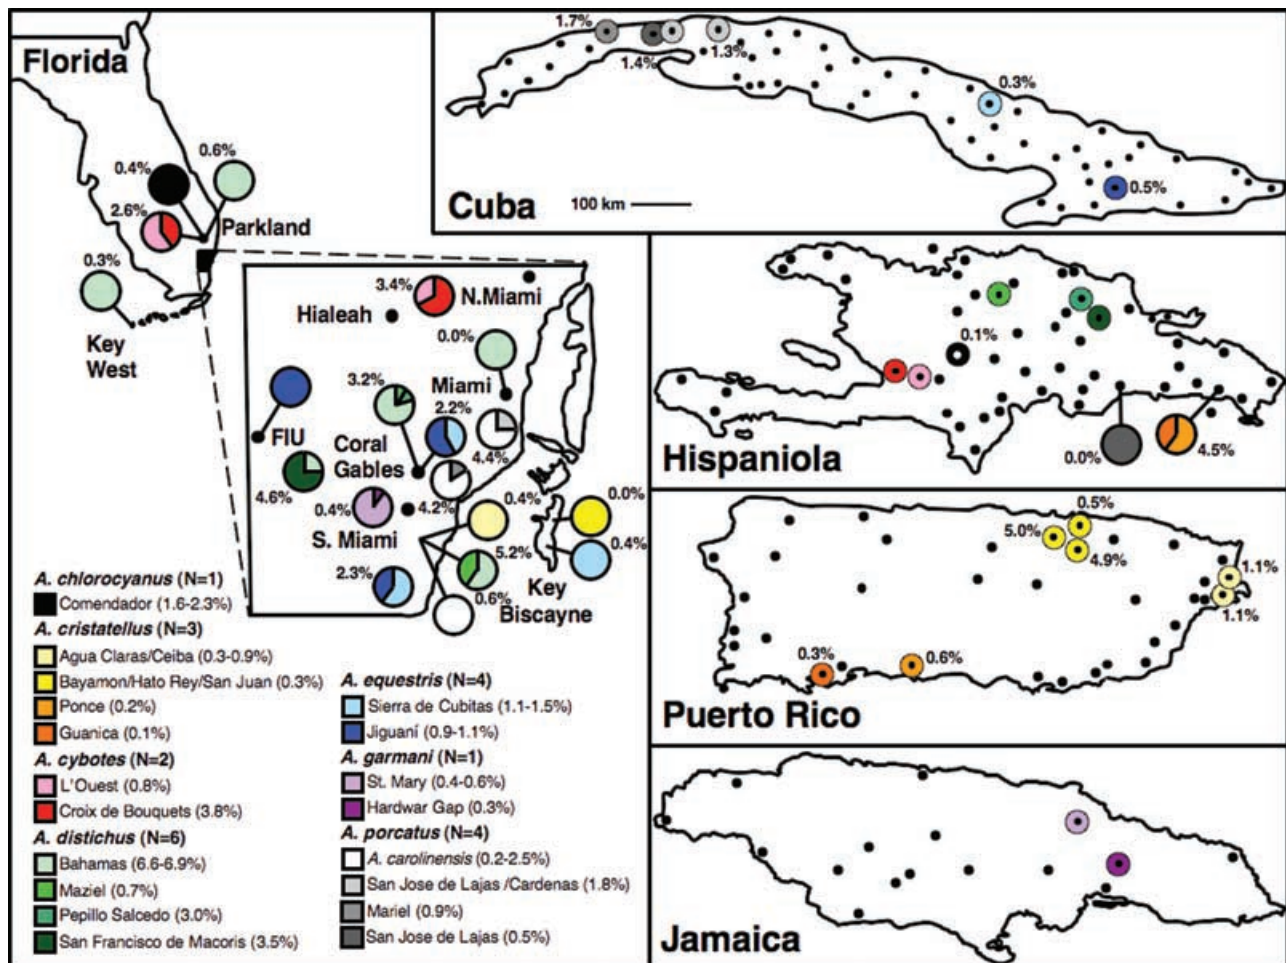 Florida
0.4%
0.6%
2.6%
Parkland
0.3%
Key
West
3.4%
N.Miami
Hialeah
0.0%
3.2%
Miami
2.2%
FIU
Coral
Gables
4.4%
4.6%
0.4%
4.2%
0.4%
0.0%
S. Miami
5.2%
0.4%
2.3%
0.6%
Key
Biscayne
A. chlorocyanus (N=1)
Comendador (1.6-2.3%)
A. cristatellus (N=3)
Agua Claras/Ceiba (0.3-0.9%)
Bayamon/Hato Rey/San Juan (0.3%)
Ponce (0.2%)
Guanica (0.1%)
A. cybotes (N=2)
L'Ouest (0.8%)
Croix de Bouquets (3.8%)
A. distichus (N=6)
Bahamas (6.6-6.9%)
Maziel (0.7%)
Pepillo Salcedo (3.0%)
San Francisco de Macoris (3.5%)
A. equestris (N=4)
Sierra de Cubitas (1.1-1.5%)
Jiguaní (0.9-1.1%)
A. garmani (N=1)
St. Mary (0.4-0.6%)
Hardwar Gap (0.3%)
A. porcatus (N=4)
A. carolinensis (0.2-2.5%)
San Jose de Lajas /Cardenas (1.8%)
Mariel (0.9%)
San Jose de Lajas (0.5%)
1.7%
1.4%
1.3%
0.3%
0.5%
Cuba
100 km
0.1%
0.0%
4.5%
Hispaniola
0.5%
5.0%
4.9%
1.1%
1.1%
0.3%
0.6%
Puerto Rico
Jamaica